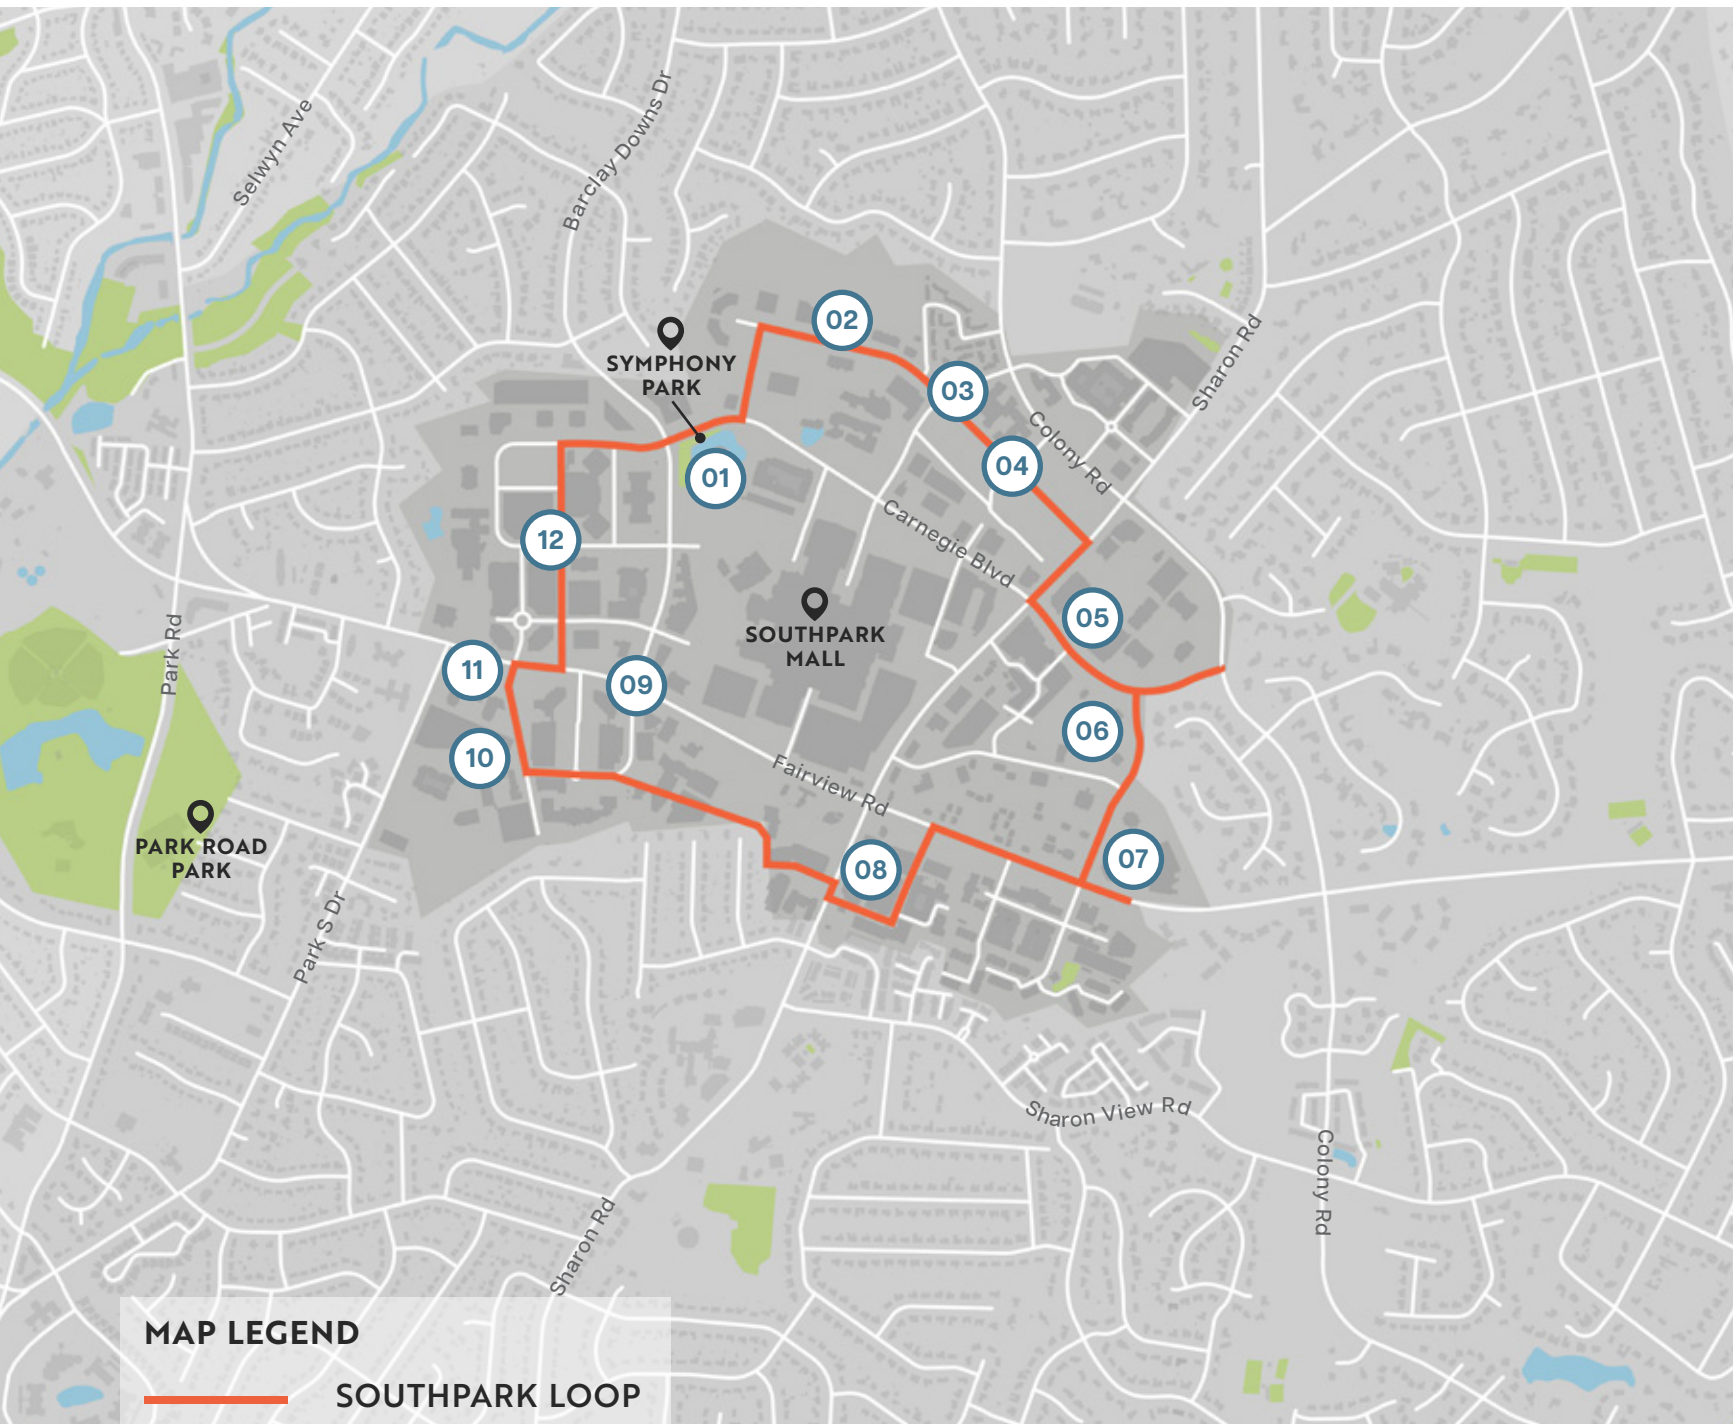 Selwyn Ave
Barclay Downs Dr
02
SYMPHONY
PARK
03
Sharon Rd
Colony Rd
04
01
Carnegie Blvd
12
SOUTHPARK
MALL
05
Park Rd
11
09
06
10
Fairview Rd
PARK ROAD
PARK
07
08
Park S Dr
Sharon View Rd
Colony Rd
Sharon Rd
MAP LEGEND
SOUTHPARK LOOP